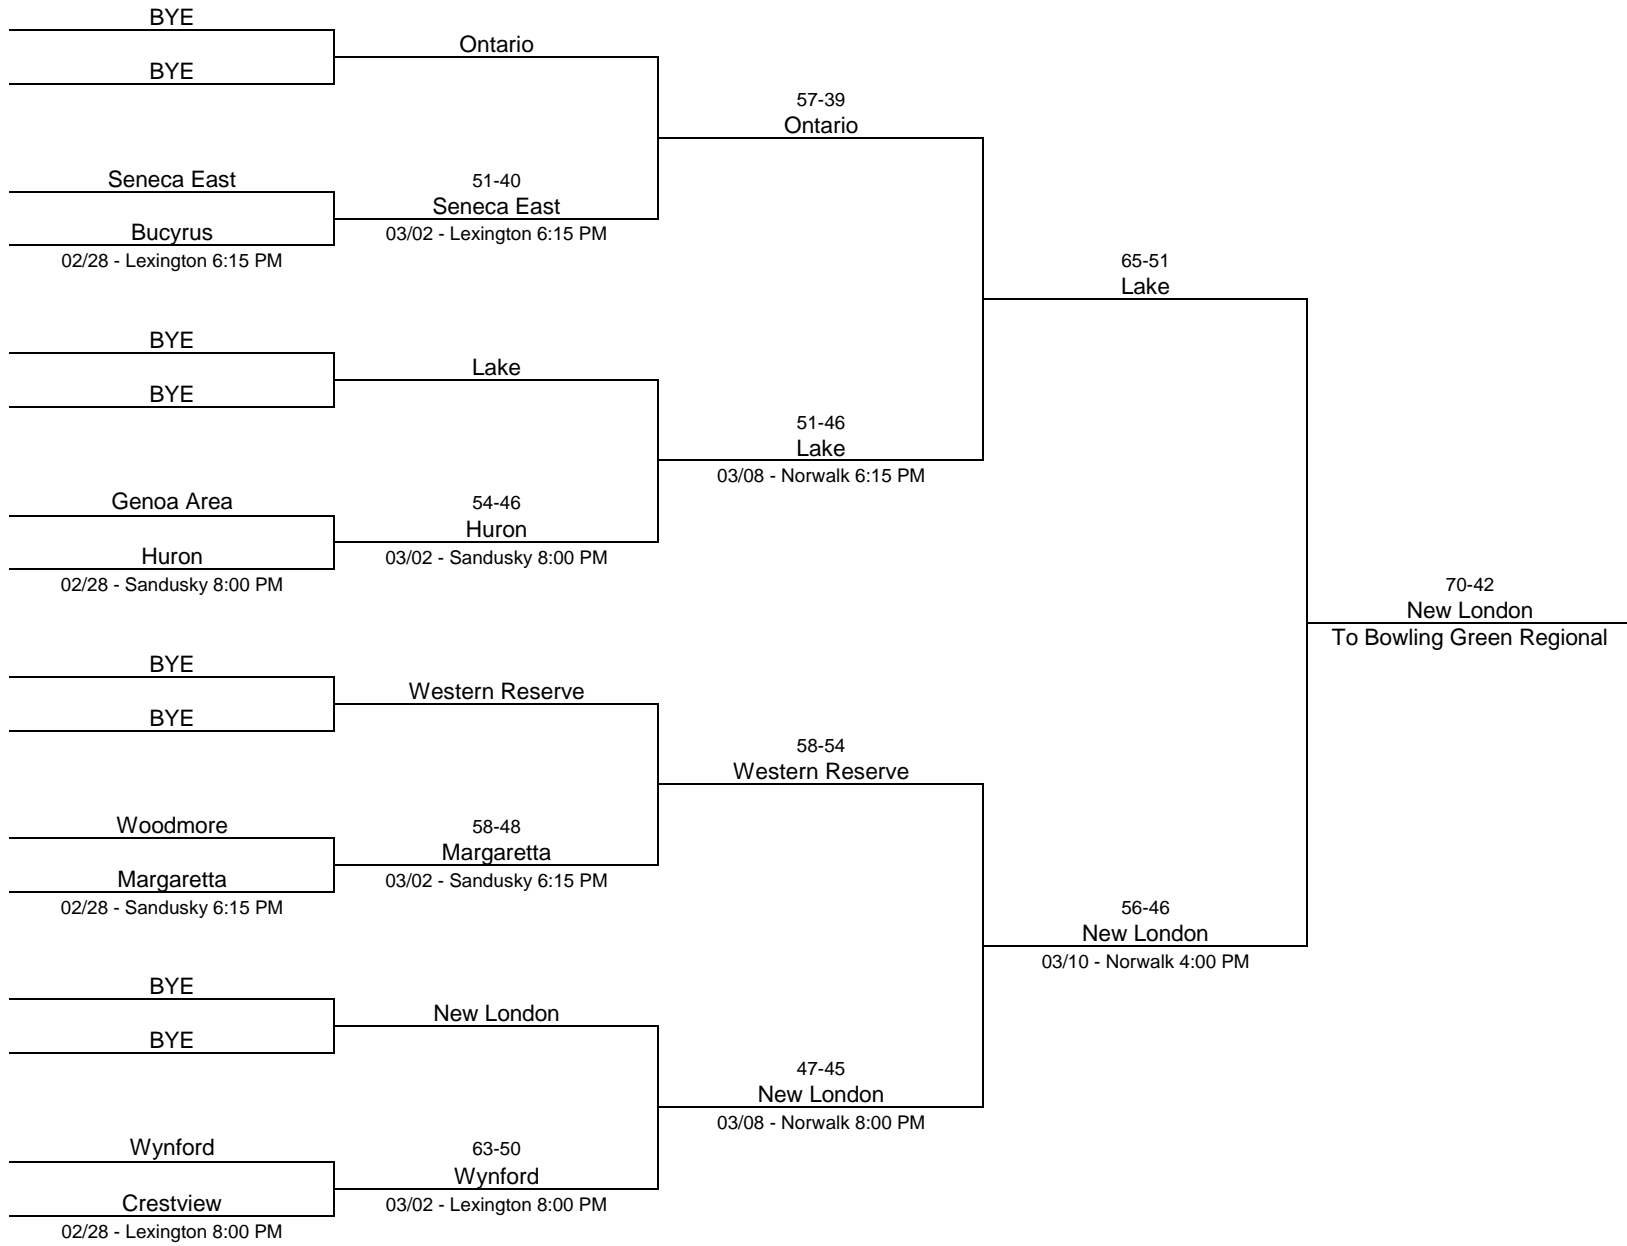 BYE
BYE
Ontario
57-39
Ontario
Seneca East
Bucyrus
02/28 - Lexington 6:15 PM
51-40
Seneca East
03/02 - Lexington 6:15 PM
65-51
Lake
BYE
BYE
Lake
51-46
Lake
03/08 - Norwalk 6:15 PM
Genoa Area
Huron
02/28 - Sandusky 8:00 PM
54-46
Huron
03/02 - Sandusky 8:00 PM
70-42
New London
To Bowling Green Regional
BYE
BYE
Western Reserve
58-54
Western Reserve
Woodmore
Margaretta
02/28 - Sandusky 6:15 PM
58-48
Margaretta
03/02 - Sandusky 6:15 PM
56-46
New London
03/10 - Norwalk 4:00 PM
BYE
BYE
New London
47-45
New London
03/08 - Norwalk 8:00 PM
Wynford
Crestview
02/28 - Lexington 8:00 PM
63-50
Wynford
03/02 - Lexington 8:00 PM